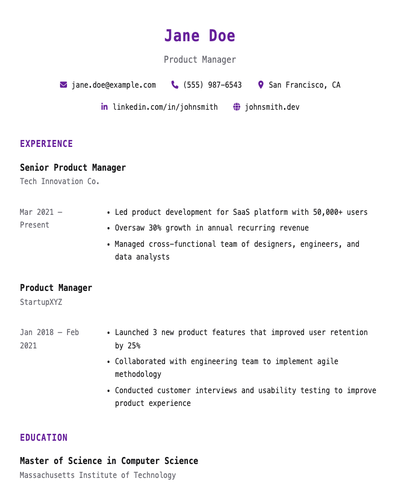 Jane Doe
Product Manager
jane.doe@example.com (555) 987-6543 San Francisco, CA
linkedin.com/in/johnsmith johnsmith.dev
EXPERIENCE
Senior Product Manager
Tech Innovation Co.
Mar 2021 – • Led product development for SaaS platform with 50,000+ users
Present
• Oversaw 30% growth in annual recurring revenue
• Managed cross-functional team of designers, engineers, and
data analysts
Product Manager
StartupXYZ
Jan 2018 – Feb • Launched 3 new product features that improved user retention
2021 by 25%
• Collaborated with engineering team to implement agile
methodology
• Conducted customer interviews and usability testing to improve
product experience
EDUCATION
Master of Science in Computer Science
Massachusetts Institute of Technology